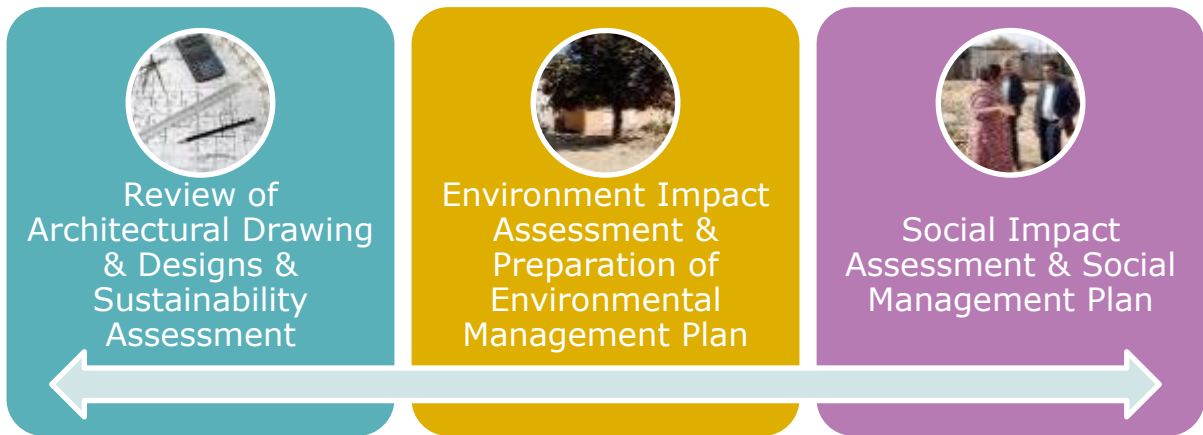 Review of
Architectural Drawing
& Designs &
Sustainability
Assessment
Environment Impact
Assessment &
Preparation of
Environmental
Management Plan
Social Impact
Assessment & Social
Management Plan